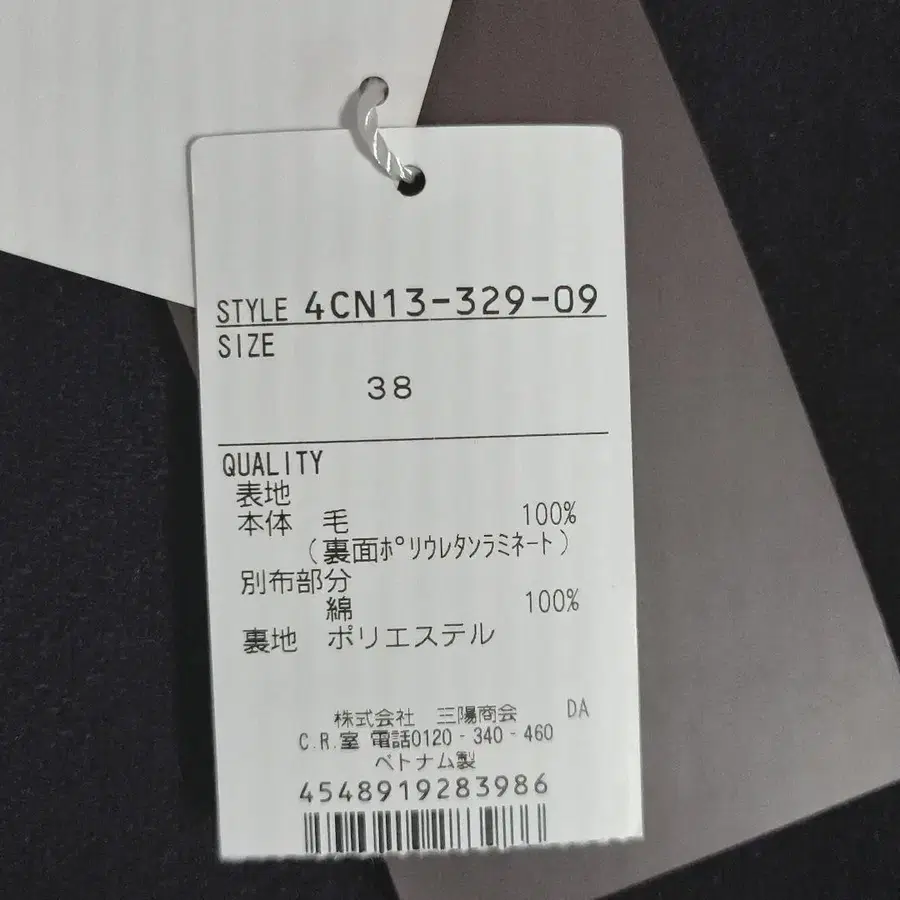 STYLE 4CN13-329-09
SIZE
38
QUALITY
表地
本体 毛 100%
(裏面ﾎﾟﾘｳﾚﾀﾝﾗﾐﾈｰﾄ)
別布部分
綿 100%
裏地 ポリエステル
株式会社 三陽商会 DA
C.R.室 電話0120-340-460
ベトナム製
4548919283986